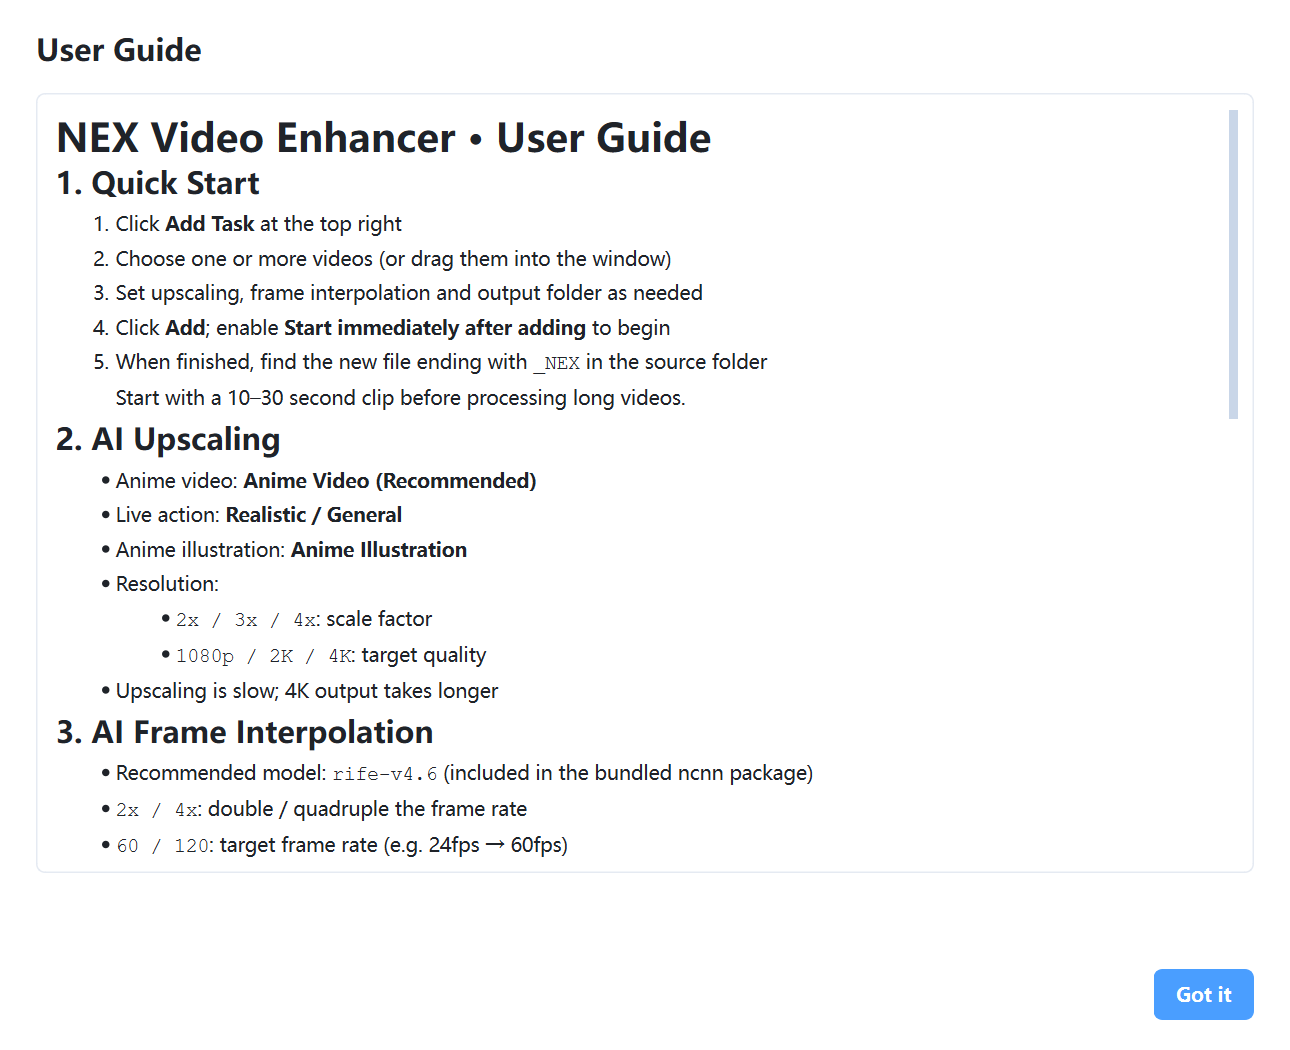 User Guide
NEX Video Enhancer • User Guide
1. Quick Start
1. Click Add Task at the top right
2. Choose one or more videos (or drag them into the window)
3. Set upscaling, frame interpolation and output folder as needed
4. Click Add; enable Start immediately after adding to begin
5. When finished, find the new file ending with _NEX in the source folder
Start with a 10–30 second clip before processing long videos.
2. AI Upscaling
• Anime video: Anime Video (Recommended)
• Live action: Realistic / General
• Anime illustration: Anime Illustration
• Resolution:
• 2x / 3x / 4x: scale factor
• 1080p / 2K / 4K: target quality
• Upscaling is slow; 4K output takes longer
3. AI Frame Interpolation
• Recommended model: rife-v4.6 (included in the bundled ncnn package)
• 2x / 4x: double / quadruple the frame rate
• 60 / 120: target frame rate (e.g. 24fps → 60fps)
Got it